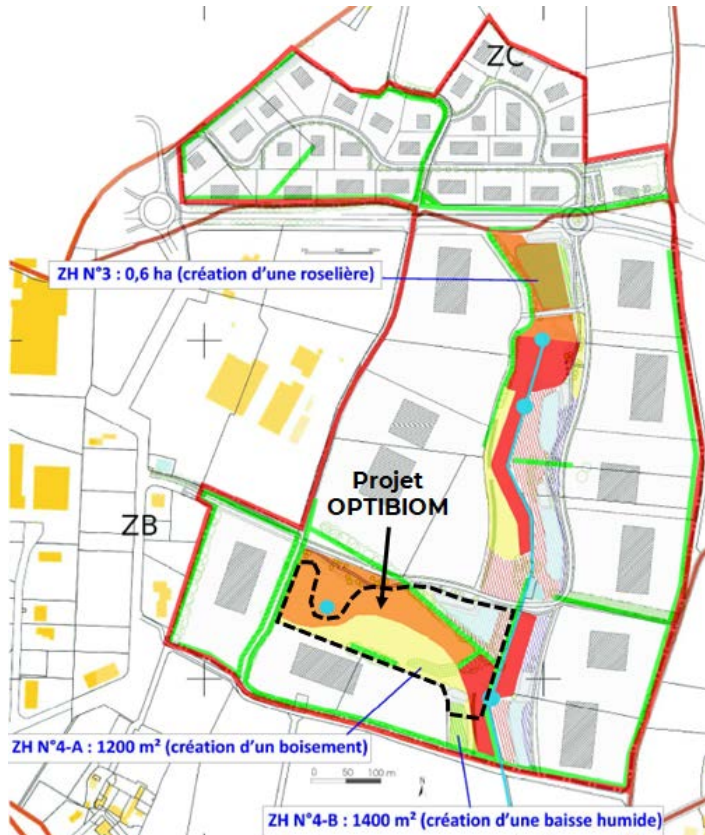 ZC
ZH N°3 : 0,6 ha (création d'une roselière)
Projet
OPTIBIOM
ZB
ZH N°4-A : 1200 m² (création d'un boisement)
0 50 100 m
ZH N°4-B : 1400 m² (création d'une baisse humide)